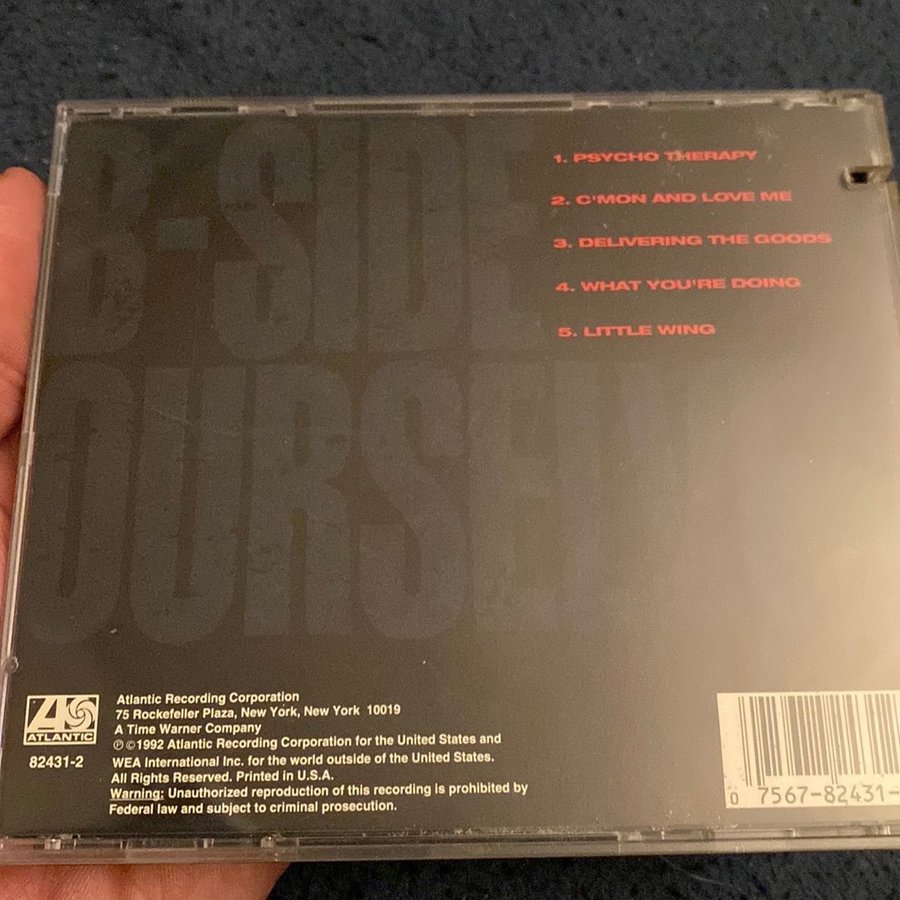 B-SIDE
OURSELV
1. PSYCHO THERAPY
2. C'MON AND LOVE ME
3. DELIVERING THE GOODS
4. WHAT YOU'RE DOING
5. LITTLE WING
ATLANTIC
82431-2
Atlantic Recording Corporation
75 Rockefeller Plaza, New York, New York 10019
A Time Warner Company
℗©1992 Atlantic Recording Corporation for the United States and
WEA International Inc. for the world outside of the United States.
All Rights Reserved. Printed in U.S.A.
Warning: Unauthorized reproduction of this recording is prohibited by
Federal law and subject to criminal prosecution.
0 7567-82431-